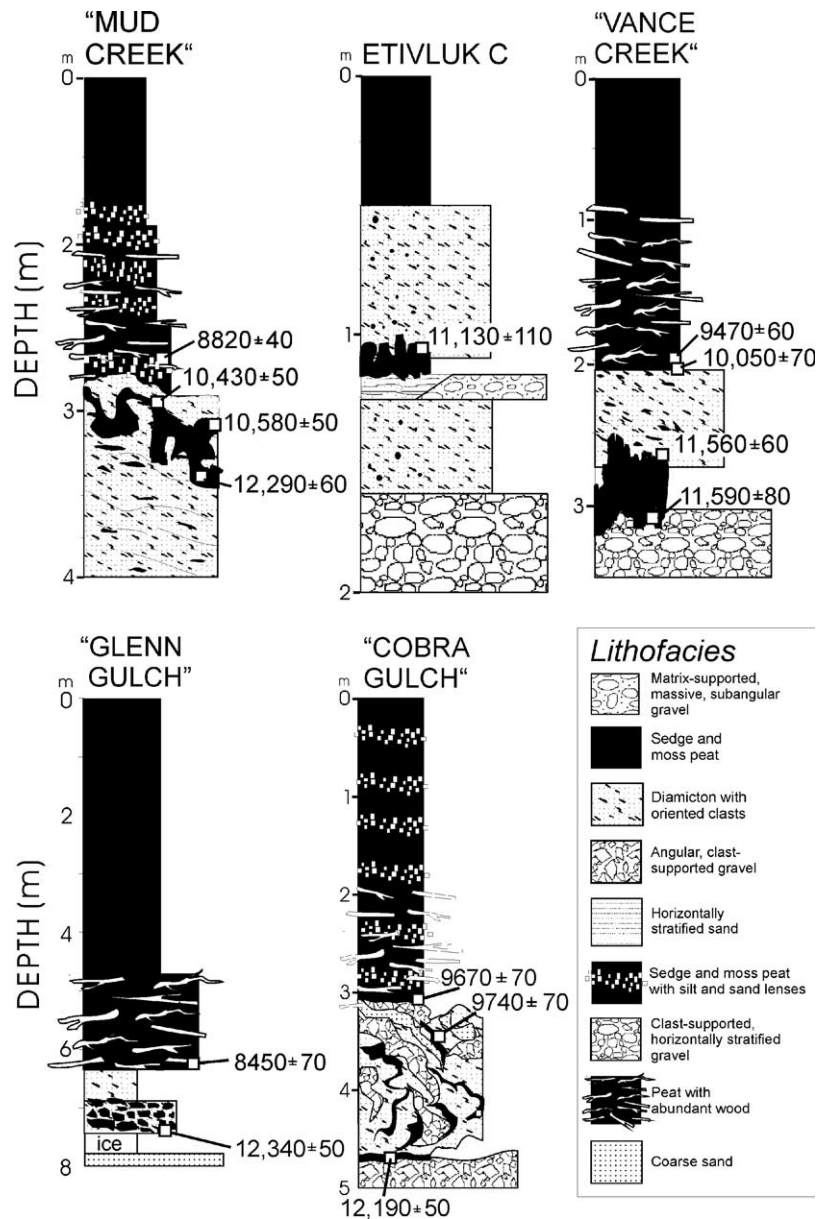 "MUD
CREEK"
m
0
2
3
4
DEPTH (m)
8820±40
10,430±50
10,580±50
12,290±60
ETIVLUK C
m
0
1
2
11,130±110
"VANCE
CREEK"
m
0
1
2
3
9470±60
10,050±70
11,560±60
11,590±80
"GLENN
GULCH"
m
0
2
4
6
8
DEPTH (m)
8450±70
12,340±50
ice
"COBRA
GULCH"
m
0
1
2
3
4
5
9670±70
9740±70
12,190±50
Lithofacies
Matrix-supported,
massive, subangular
gravel
Sedge and
moss peat
Diamicton with
oriented clasts
Angular, clast-
supported gravel
Horizontally
stratified sand
Sedge and moss peat
with silt and sand lenses
Clast-supported,
horizontally stratified
gravel
Peat with
abundant wood
Coarse sand